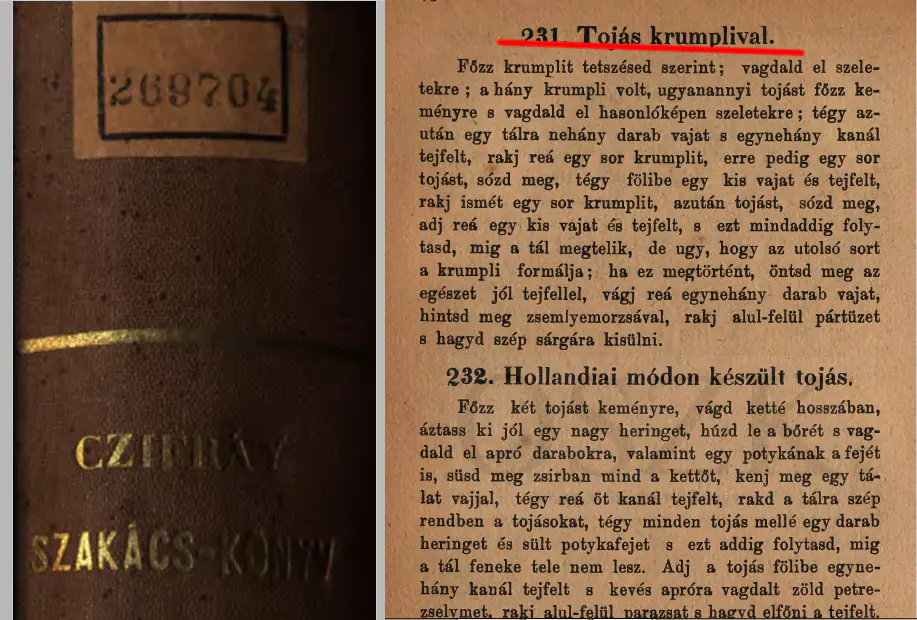 269704
CZIFRAY
SZAKÁCS-KÖNYV
231. Tojás krumplival.
Főzz krumplit tetszésed szerint; vagdald el szele-
tekre; a hány krumpli volt, ugyanannyi tojást főzz ke-
ményre s vagdald el hasonlóképen szeletekre; tégy az-
után egy tálra nehány darab vajat s egynehány kanál
tejfelt, rakj reá egy sor krumplit, erre pedig egy sor
tojást, sózd meg, tégy fölibe egy kis vajat és tejfelt,
rakj ismét egy sor krumplit, azután tojást, sózd meg,
adj reá egy kis vajat és tejfelt, s ezt mindaddig foly-
tasd, mig a tál megtelik, de ugy, hogy az utolsó sort
a krumpli formálja; ha ez megtörtént, öntsd meg az
egészet jól tejfellel, vágj reá egynehány darab vajat,
hintsd meg zsemlyemorzsával, rakj alul-felül pártüzet
s hagyd szép sárgára kisülni.
232. Hollandiai módon készült tojás.
Főzz két tojást keményre, vágd ketté hosszában,
áztass ki jól egy nagy heringet, húzd le a bőrét s vag-
dald el apró darabokra, valamint egy potykának a fejét
is, süsd meg zsirban mind a kettőt, kenj meg egy tá-
lat vajjal, tégy reá öt kanál tejfelt, rakd a tálra szép
rendben a tojásokat, tégy minden tojás mellé egy darab
heringet és sült potykafejet s ezt addig folytasd, mig
a tál feneke tele nem lesz. Adj a tojás fölibe egyne-
hány kanál tejfelt s kevés apróra vagdalt zöld petre-
zselymet, rakj alul-felül parazsat s hagyd elfőni a tejfelt.